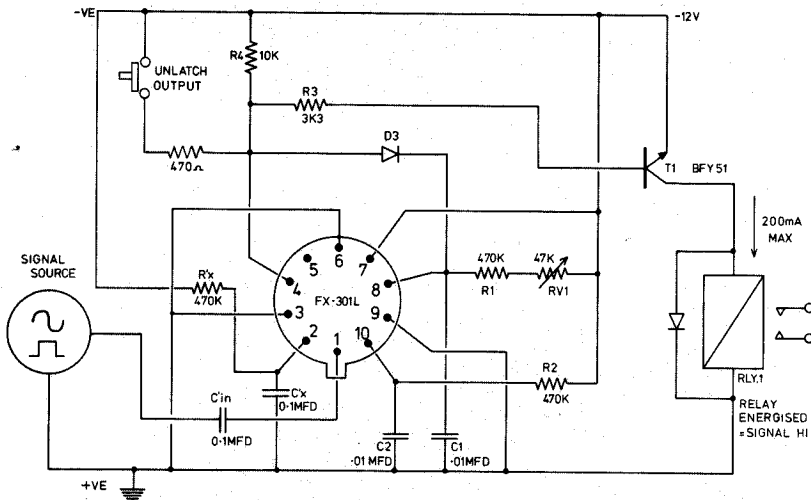 -VE
-12V
R4
10K
UNLATCH
OUTPUT
R3
3K3
D3
T1 BFY 51
470Ω
200mA
MAX
SIGNAL
SOURCE
R'x
470K
5
6
7
4
8
3
FX-301L
9
2
1
10
470K
R1
47K
RV1
R2
470K
C'x
0·1MFD
C'in
0·1MFD
C2
·01MFD
C1
·01MFD
RLY.1
RELAY
ENERGISED
=SIGNAL HI
+VE